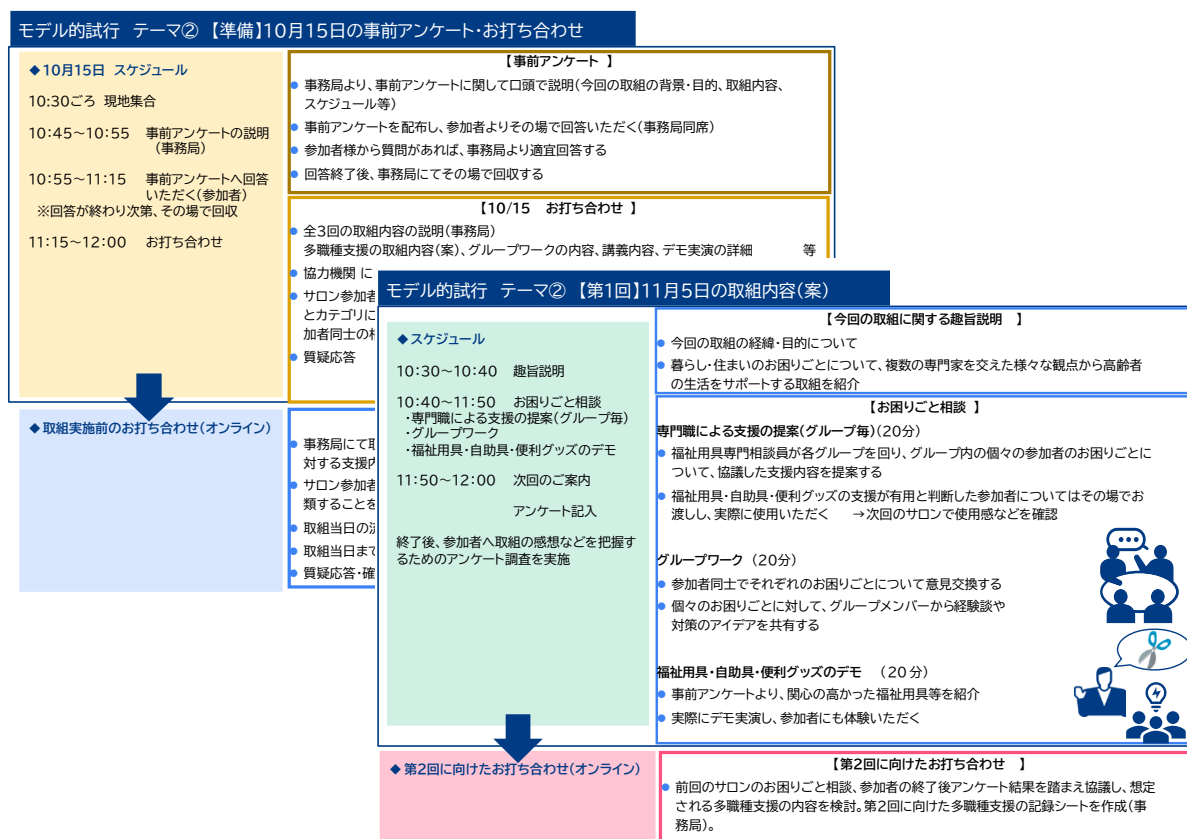 モデル的試行 テーマ② 【準備】10月15日の事前アンケート・お打ち合わせ
◆10月15日 スケジュール
10:30ごろ 現地集合
10:45～10:55 事前アンケートの説明
(事務局)
10:55～11:15 事前アンケートへ回答
いただく(参加者)
※回答が終わり次第、その場で回収
11:15～12:00 お打ち合わせ
【事前アンケート 】
● 事務局より、事前アンケートに関して口頭で説明(今回の取組の背景・目的、取組内容、
スケジュール等)
● 事前アンケートを配布し、参加者よりその場で回答いただく(事務局同席)
● 参加者様から質問があれば、事務局より適宜回答する
● 回答終了後、事務局にてその場で回収する
【10/15 お打ち合わせ 】
● 全3回の取組内容の説明(事務局)
多職種支援の取組内容(案)、グループワークの内容、講義内容、デモ実演の詳細 等
● 協力機関 に
● サロン参加者
とカテゴリに
加者同士の
● 質疑応答
◆取組実施前のお打ち合わせ(オンライン)
● 事務局にて取
対する支援内
● サロン参加者
類することを
● 取組当日の流
● 取組当日まで
● 質疑応答・確
モデル的試行 テーマ② 【第1回】11月5日の取組内容(案)
◆スケジュール
10:30～10:40 趣旨説明
10:40～11:50 お困りごと相談
・専門職による支援の提案(グループ毎)
・グループワーク
・福祉用具・自助具・便利グッズのデモ
11:50～12:00 次回のご案内
アンケート記入
終了後、参加者へ取組の感想などを把握す
るためのアンケート調査を実施
【今回の取組に関する趣旨説明 】
● 今回の取組の経緯・目的について
● 暮らし・住まいのお困りごとについて、複数の専門家を交えた様々な観点から高齢者
の生活をサポートする取組を紹介
【お困りごと相談 】
専門職による支援の提案(グループ毎)(20分)
● 福祉用具専門相談員が各グループを回り、グループ内の個々の参加者のお困りごとに
ついて、協議した支援内容を提案する
● 福祉用具・自助具・便利グッズの支援が有用と判断した参加者についてはその場でお
渡しし、実際に使用いただく →次回のサロンで使用感などを確認
グループワーク (20分)
● 参加者同士でそれぞれのお困りごとについて意見交換する
● 個々のお困りごとに対して、グループメンバーから経験談や
対策のアイデアを共有する
福祉用具・自助具・便利グッズのデモ (20分)
● 事前アンケートより、関心の高かった福祉用具等を紹介
● 実際にデモ実演し、参加者にも体験いただく
◆ 第2回に向けたお打ち合わせ(オンライン)
【第2回に向けたお打ち合わせ 】
● 前回のサロンのお困りごと相談、参加者の終了後アンケート結果を踏まえ協議し、想定
される多職種支援の内容を検討。第2回に向けた多職種支援の記録シートを作成(事
務局)。